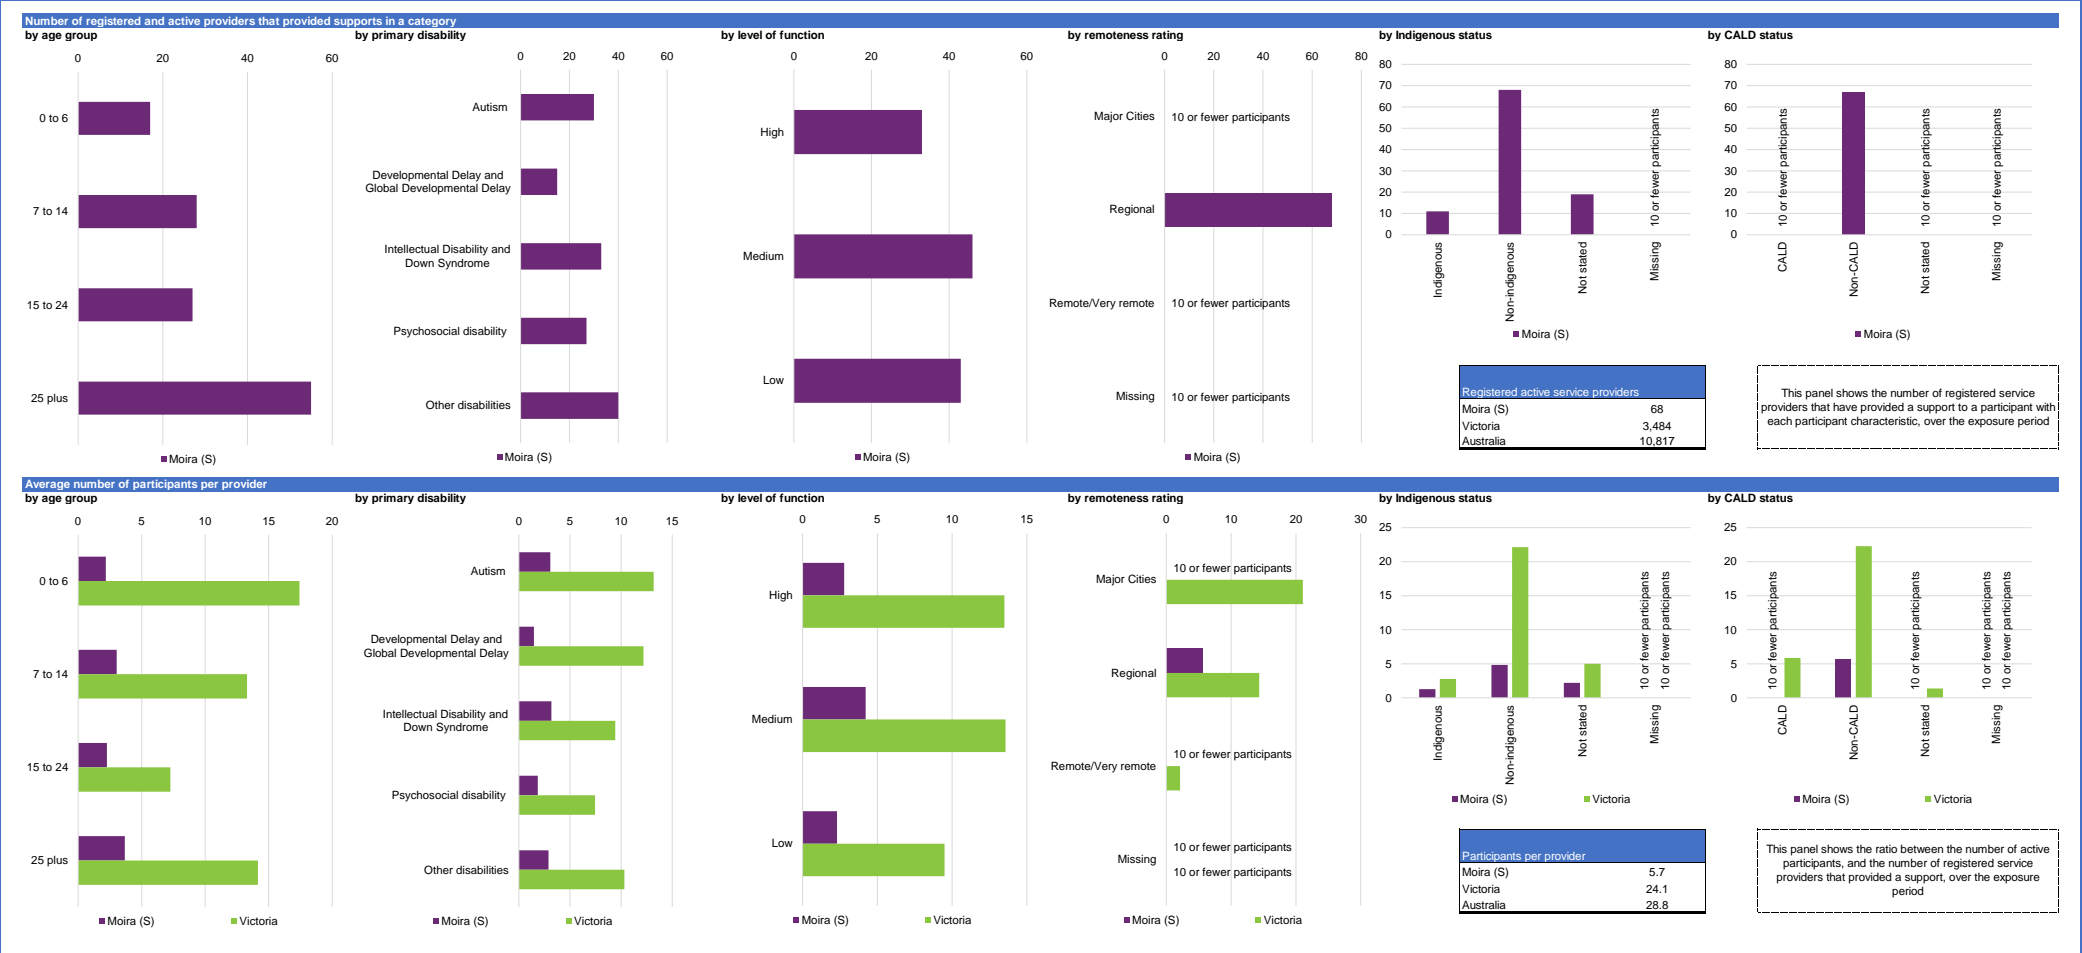 Number of registered and active providers that provided supports in a category
by age group
0 20 40 60
0 to 6
7 to 14
15 to 24
25 plus
Moira (S)
by primary disability
0 20 40 60
Autism
Developmental Delay and
Global Developmental Delay
Intellectual Disability and
Down Syndrome
Psychosocial disability
Other disabilities
Moira (S)
by level of function
0 20 40 60
High
Medium
Low
Moira (S)
by remoteness rating
0 20 40 60 80
Major Cities 10 or fewer participants
Regional
Remote/Very remote 10 or fewer participants
Missing 10 or fewer participants
Moira (S)
by Indigenous status
80
70
60
50
40
30
20
10
0
10 or fewer participants
Indigenous
Non-indigenous
Not stated
Missing
Moira (S)
by CALD status
80
70
60
50
40
30
20
10
0
10 or fewer participants
10 or fewer participants
10 or fewer participants
CALD
Non-CALD
Not stated
Missing
Moira (S)
Registered active service providers
Moira (S) 68
Victoria 3,484
Australia 10,817
This panel shows the number of registered service
providers that have provided a support to a participant with
each participant characteristic, over the exposure period
Average number of participants per provider
by age group
0 5 10 15 20
0 to 6
7 to 14
15 to 24
25 plus
Moira (S) Victoria
by primary disability
0 5 10 15
Autism
Developmental Delay and
Global Developmental Delay
Intellectual Disability and
Down Syndrome
Psychosocial disability
Other disabilities
Moira (S) Victoria
by level of function
0 5 10 15
High
Medium
Low
Moira (S) Victoria
by remoteness rating
0 10 20 30
10 or fewer participants
Major Cities
Regional
10 or fewer participants
Remote/Very remote
10 or fewer participants
Missing
10 or fewer participants
Moira (S) Victoria
by Indigenous status
25
20
15
10
5
0
10 or fewer participants
10 or fewer participants
Indigenous
Non-indigenous
Not stated
Missing
Moira (S) Victoria
by CALD status
25
20
15
10
5
0
10 or fewer participants
10 or fewer participants
10 or fewer participants
10 or fewer participants
CALD
Non-CALD
Not stated
Missing
Moira (S) Victoria
Participants per provider
Moira (S) 5.7
Victoria 24.1
Australia 28.8
This panel shows the ratio between the number of active
participants, and the number of registered service
providers that provided a support, over the exposure
period